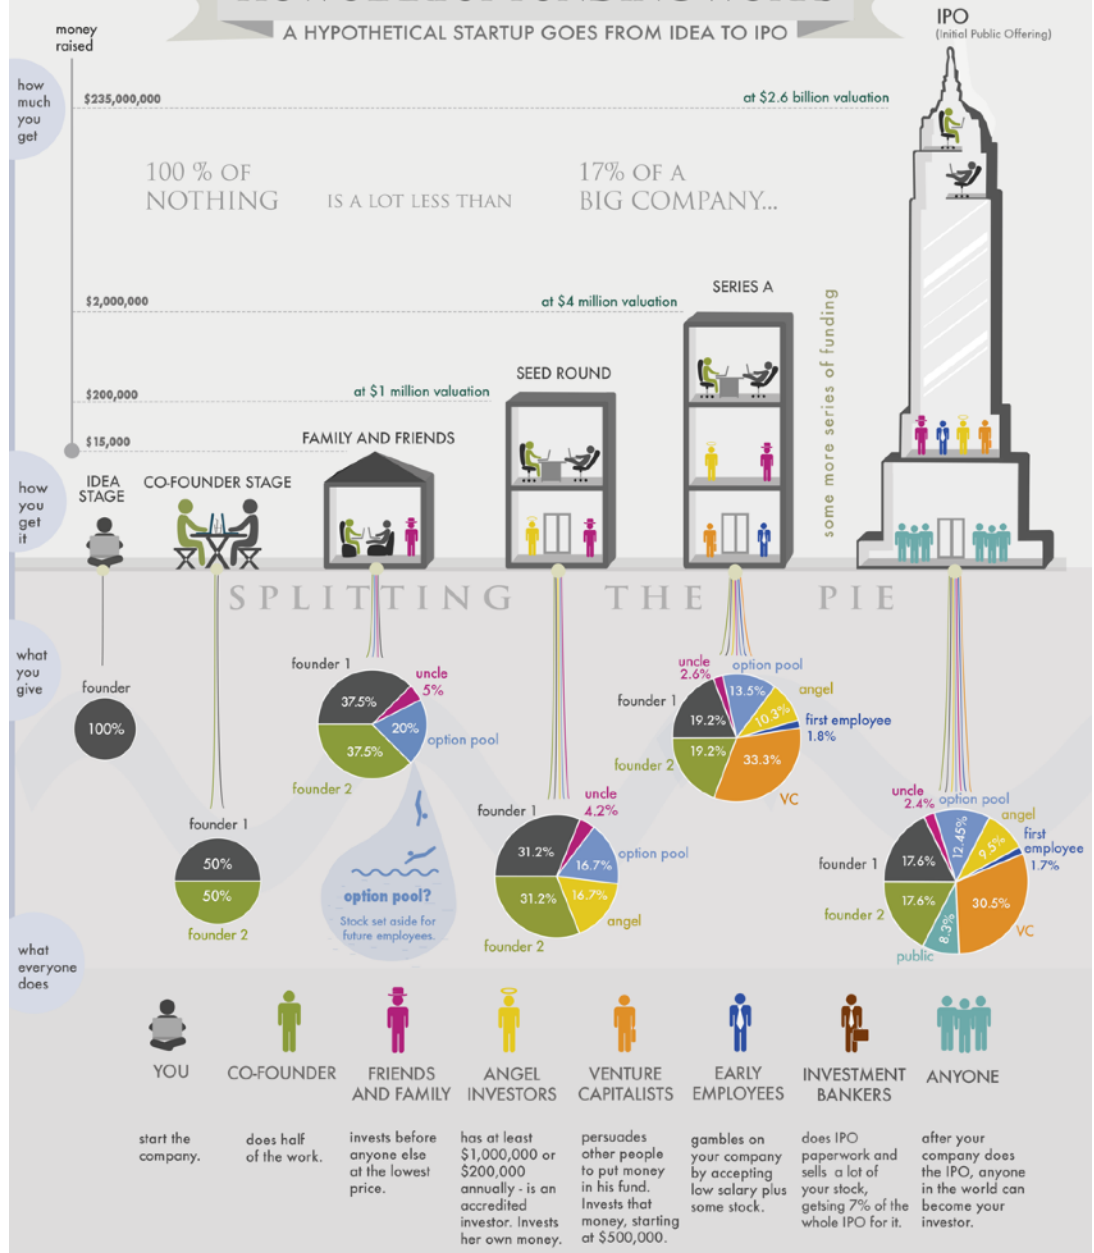 A HYPOTHETICAL STARTUP GOES FROM IDEA TO IPO
IPO
(Initial Public Offering)
money
raised
how
much
you
get
$235,000,000
at $2.6 billion valuation
100 % OF
NOTHING
IS A LOT LESS THAN
17% OF A
BIG COMPANY...
$2,000,000
at $4 million valuation
SERIES A
some more series of funding
$200,000
at $1 million valuation
SEED ROUND
$15,000
FAMILY AND FRIENDS
how
you
get
it
IDEA
STAGE
CO-FOUNDER STAGE
SPLITTING THE PIE
what
you
give
founder
100%
founder 1
50%
50%
founder 2
founder 1
uncle
5%
37.5%
20%
option pool
37.5%
founder 2
option pool?
Stock set aside for
future employees.
founder 1
uncle
4.2%
31.2%
option pool
16.7%
31.2%
16.7%
angel
founder 2
uncle
2.6%
option pool
13.5%
angel
founder 1
10.3%
first employee
1.8%
19.2%
19.2%
33.3%
founder 2
VC
uncle
2.4%
option pool
12.45%
angel
9.5%
first
employee
1.7%
founder 1
17.6%
17.6%
30.5%
founder 2
8.3%
VC
public
what
everyone
does
YOU
start the
company.
CO-FOUNDER
does half
of the work.
FRIENDS
AND FAMILY
invests before
anyone else
at the lowest
price.
ANGEL
INVESTORS
has at least
$1,000,000 or
$200,000
annually - is an
accredited
investor. Invests
her own money.
VENTURE
CAPITALISTS
persuades
other people
to put money
in his fund.
Invests that
money, starting
at $500,000.
EARLY
EMPLOYEES
gambles on
your company
by accepting
low salary plus
some stock.
INVESTMENT
BANKERS
does IPO
paperwork and
sells a lot of
your stock,
getsing 7% of the
whole IPO for it.
ANYONE
after your
company does
the IPO, anyone
in the world can
become your
investor.